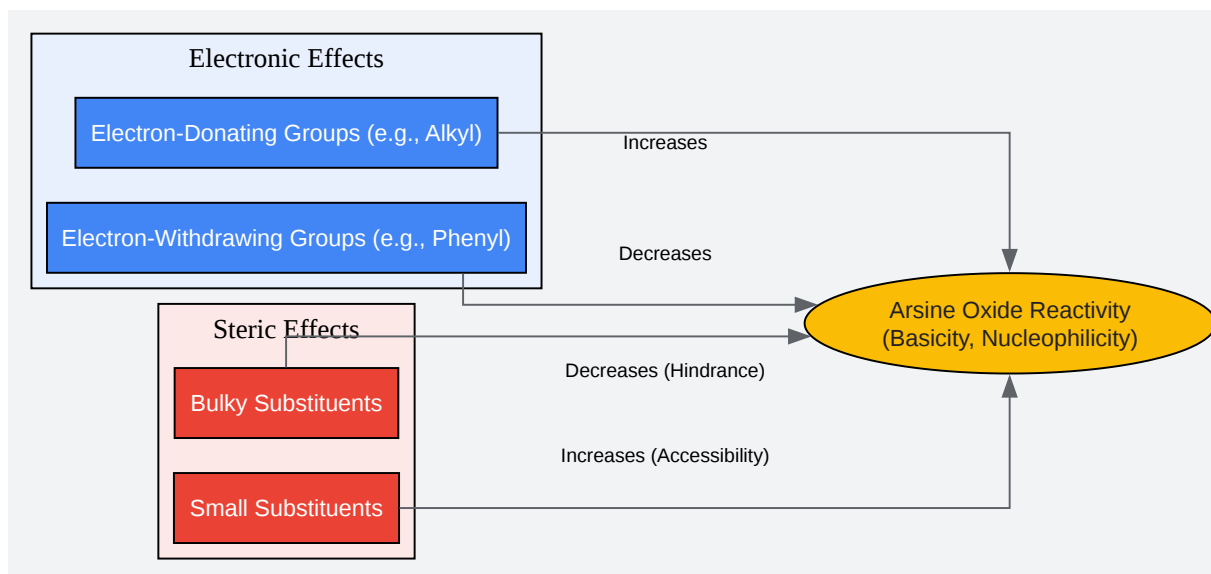 Electronic Effects
Electron-Donating Groups (e.g., Alkyl)
Increases
Electron-Withdrawing Groups (e.g., Phenyl)
Decreases
Arsine Oxide Reactivity
(Basicity, Nucleophilicity)
Steric Effects
Decreases (Hindrance)
Bulky Substituents
Increases (Accessibility)
Small Substituents